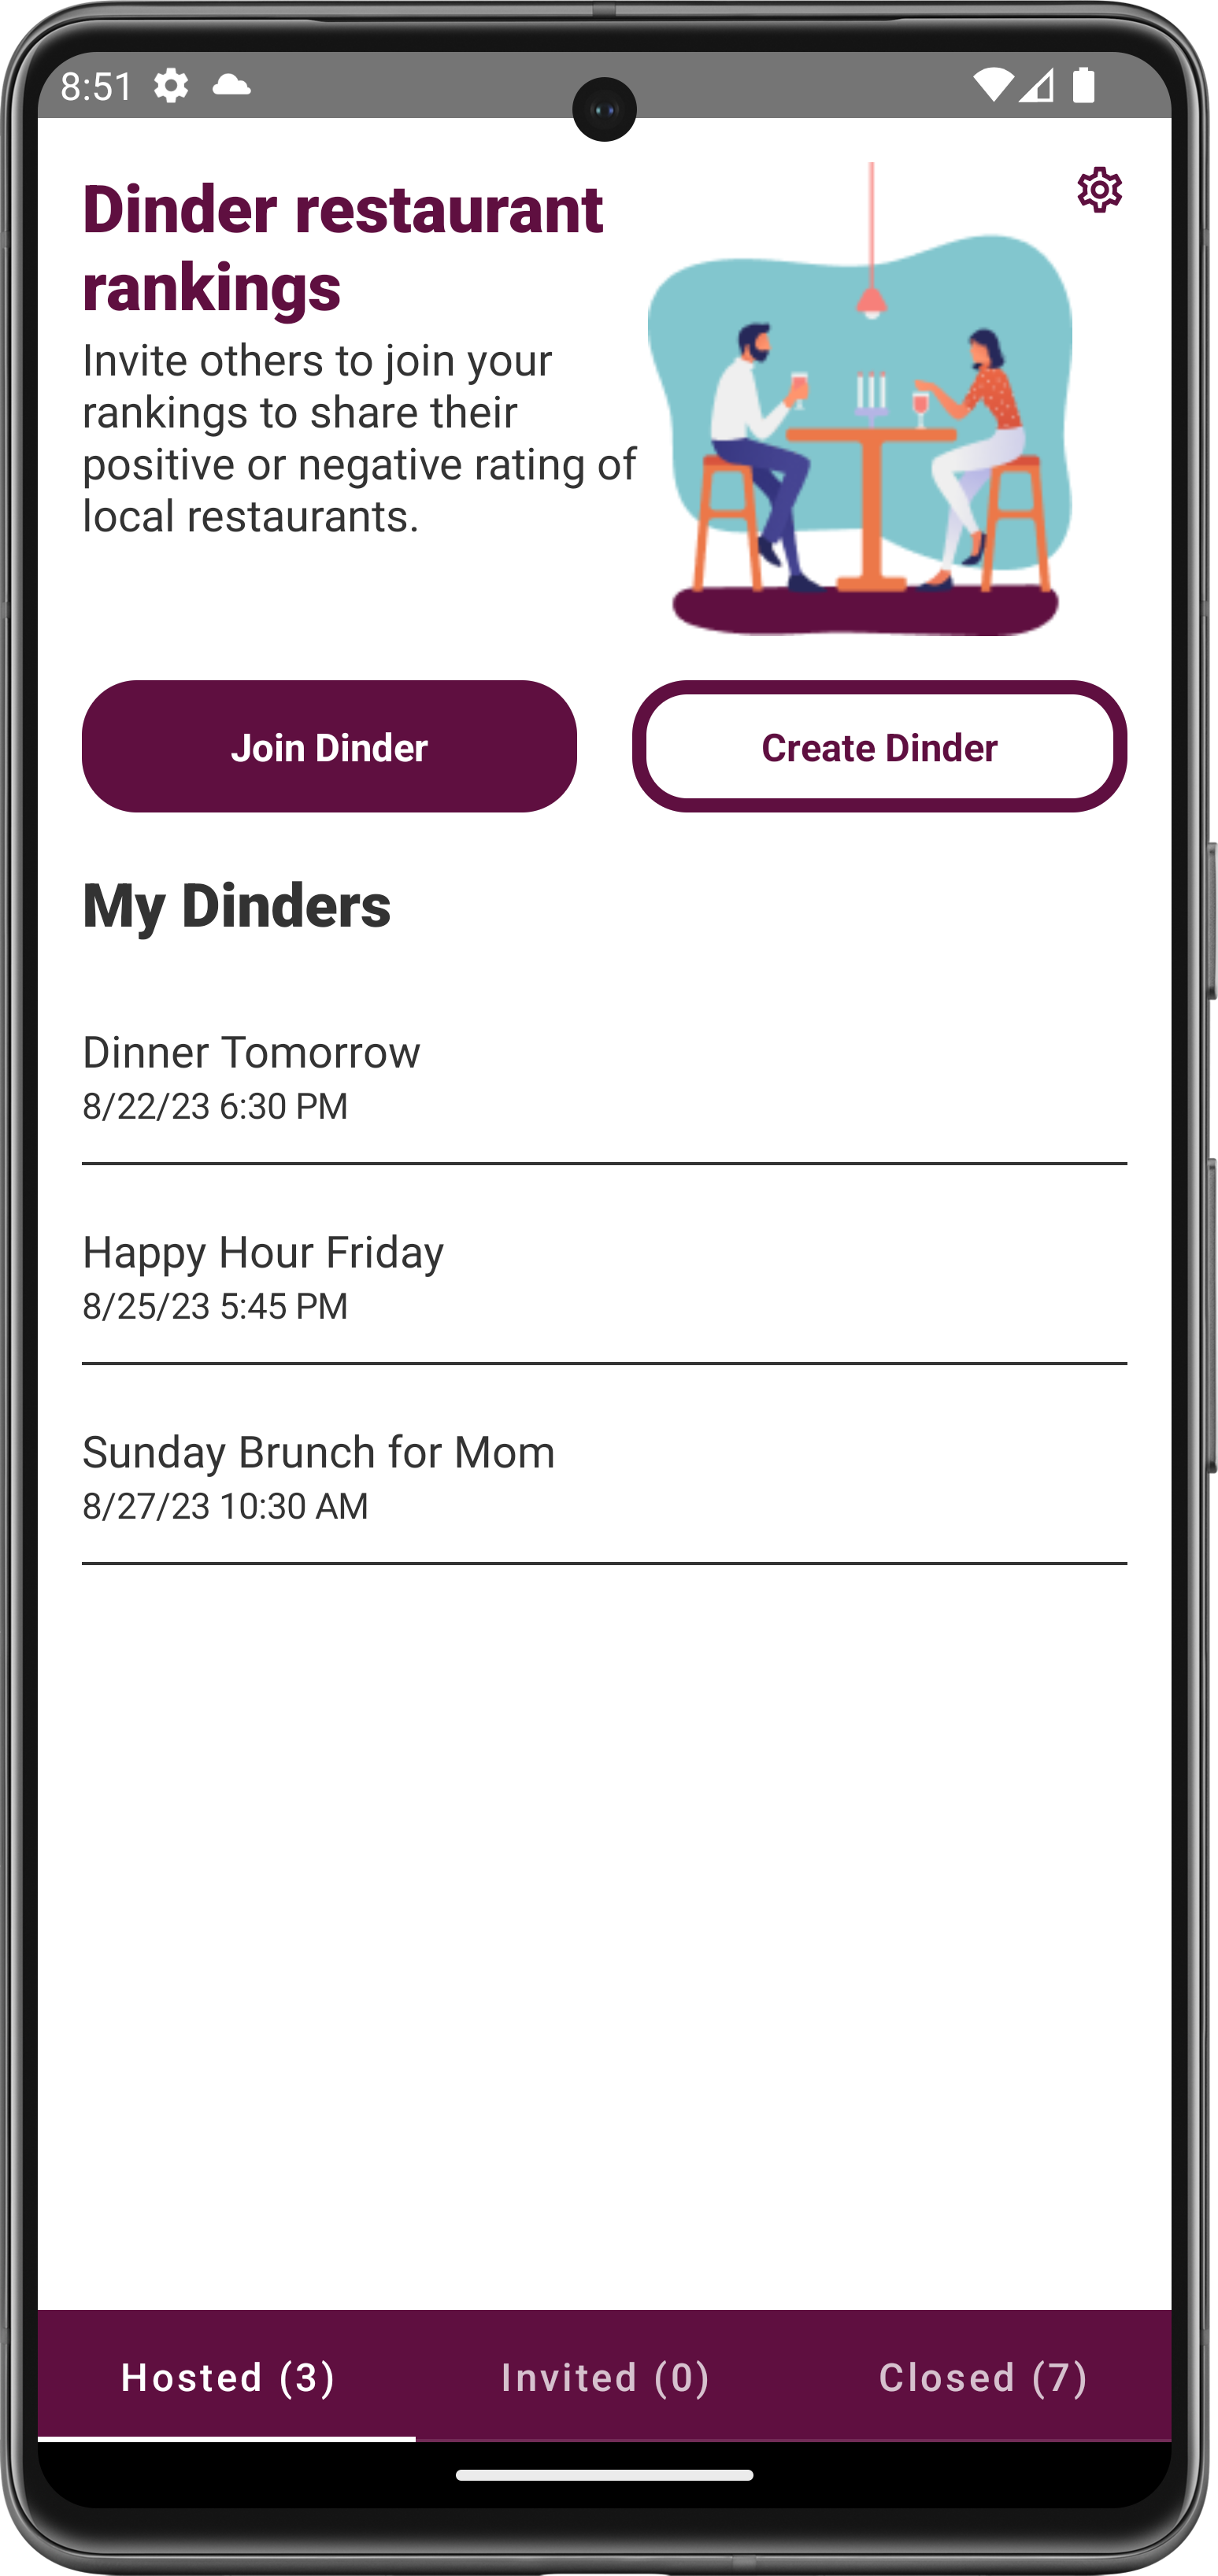 8:51
Dinder restaurant
rankings
Invite others to join your
rankings to share their
positive or negative rating of
local restaurants.
Join Dinder
Create Dinder
My Dinders
Dinner Tomorrow
8/22/23 6:30 PM
Happy Hour Friday
8/25/23 5:45 PM
Sunday Brunch for Mom
8/27/23 10:30 AM
Hosted (3)
Invited (0)
Closed (7)